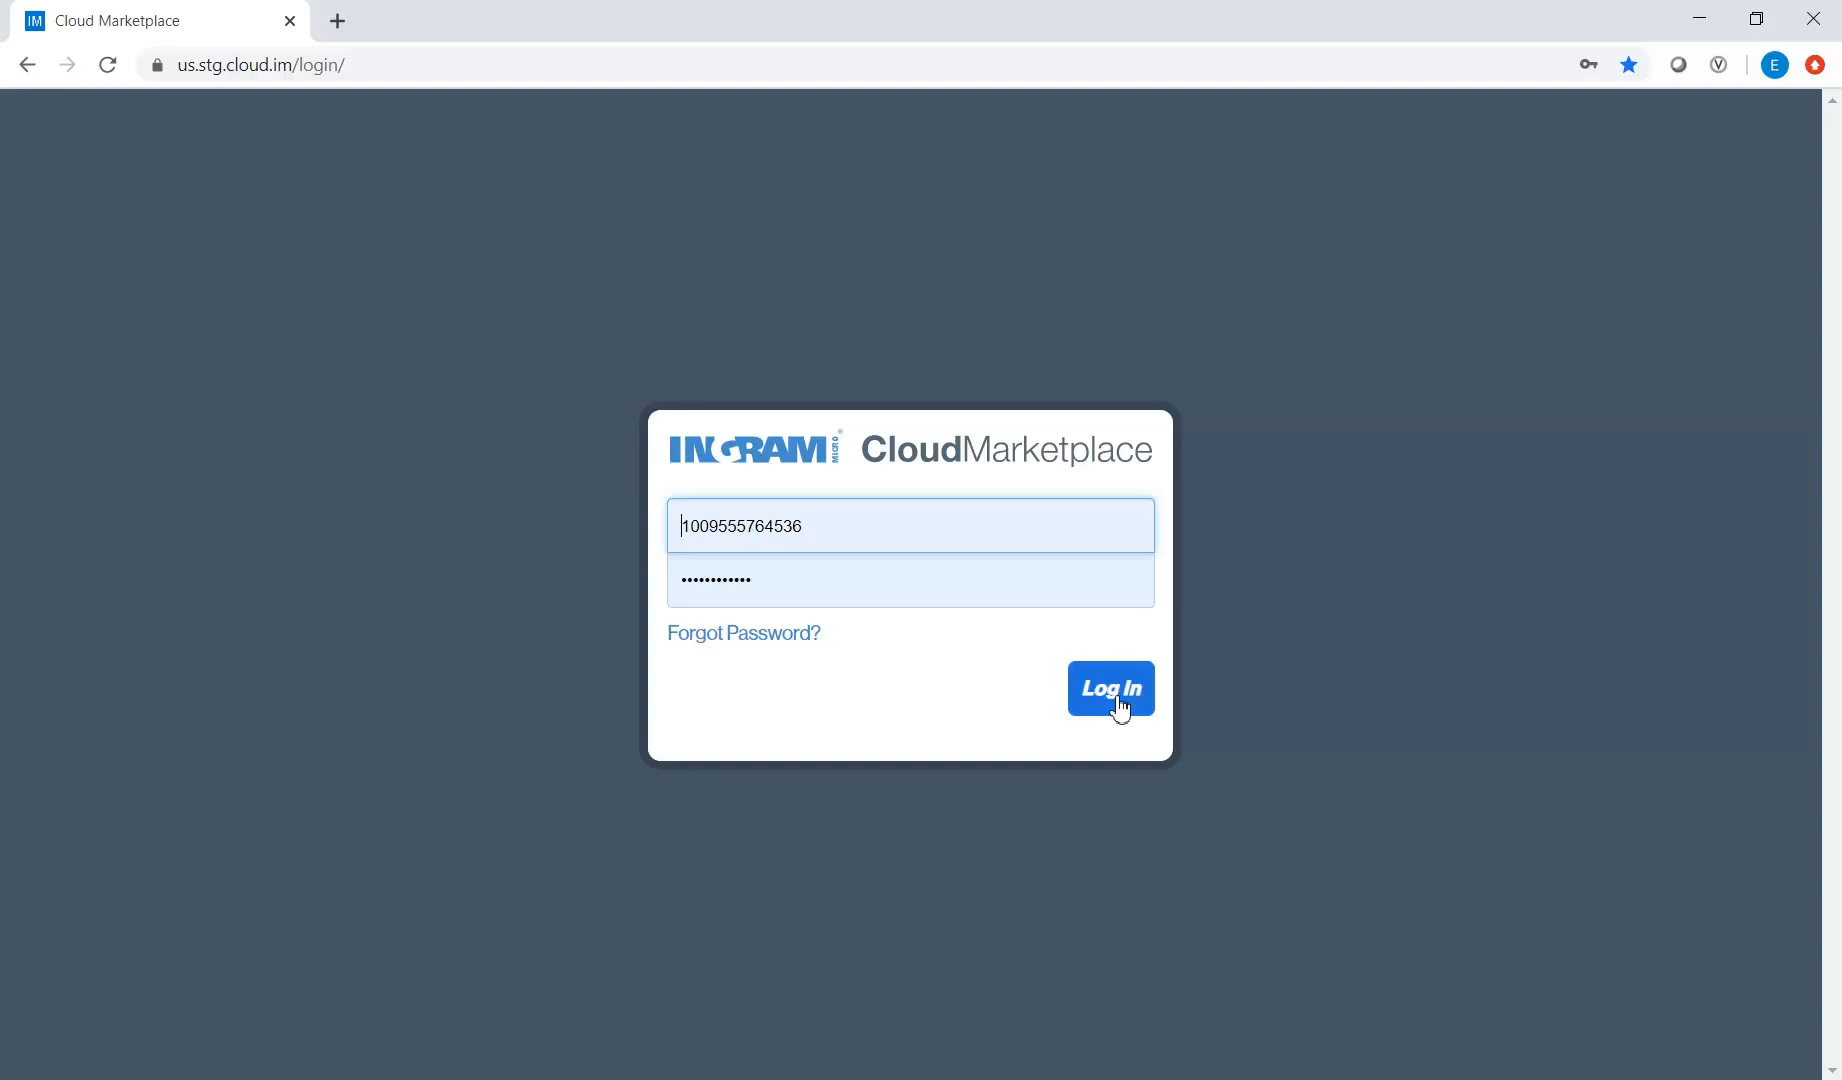 IM Cloud Marketplace
us.stg.cloud.im/login/
E
INGRAM MICRO® CloudMarketplace
1009555764536
••••••••••••
Forgot Password?
Log In